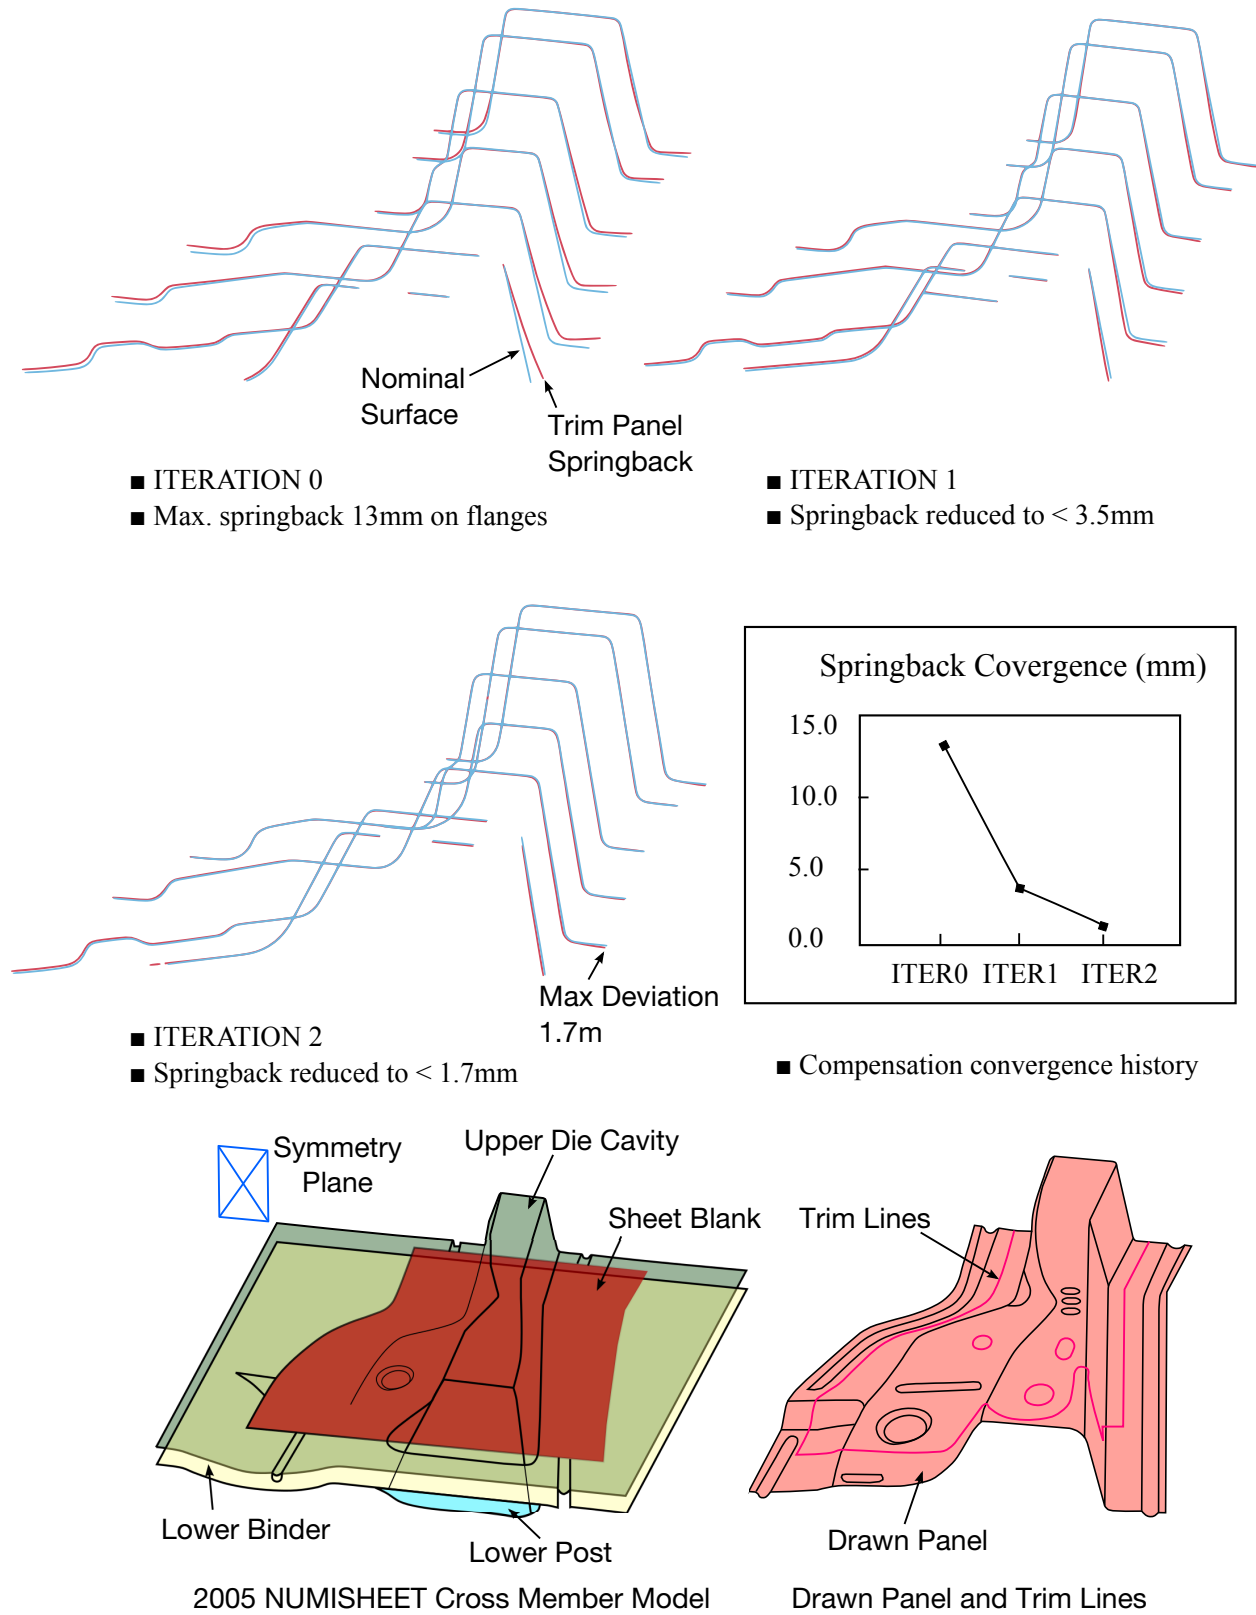 Nominal
Surface
Trim Panel
Springback
■ ITERATION 0
■ Max. springback 13mm on flanges
■ ITERATION 1
■ Springback reduced to < 3.5mm
Max Deviation
1.7m
■ ITERATION 2
■ Springback reduced to < 1.7mm
Springback Covergence (mm)
15.0
10.0
5.0
0.0
ITER0 ITER1 ITER2
■ Compensation convergence history
Symmetry
Plane
Upper Die Cavity
Sheet Blank
Lower Binder
Lower Post
2005 NUMISHEET Cross Member Model
Trim Lines
Drawn Panel
Drawn Panel and Trim Lines